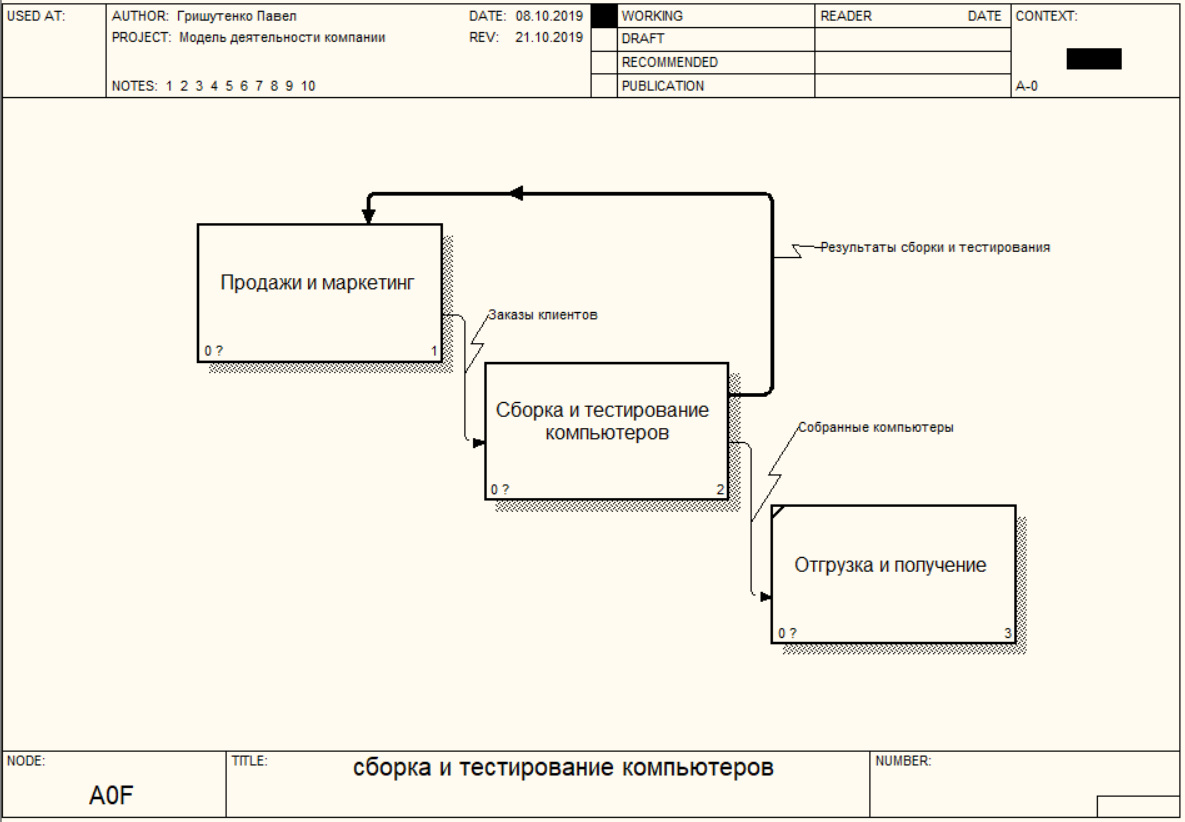 USED AT:
AUTHOR: Гришутенко Павел
DATE: 08.10.2019
WORKING
READER
DATE
CONTEXT:
PROJECT: Модель деятельности компании
REV: 21.10.2019
DRAFT
RECOMMENDED
NOTES: 1 2 3 4 5 6 7 8 9 10
PUBLICATION
A-0
Результаты сборки и тестирования
Продажи и маркетинг
0 ?
1
Заказы клиентов
Сборка и тестирование
компьютеров
0 ?
2
Собранные компьютеры
Отгрузка и получение
0 ?
3
NODE:
A0F
TITLE:
сборка и тестирование компьютеров
NUMBER: